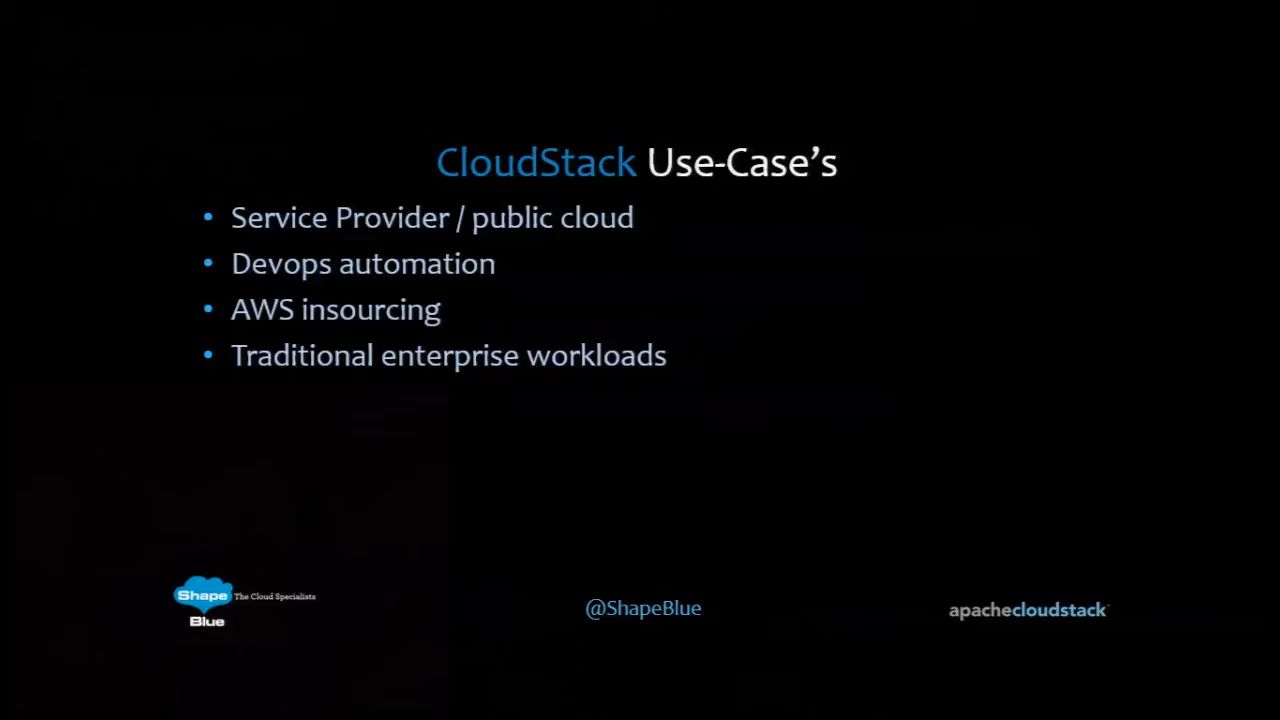 CloudStack Use-Case’s
• Service Provider / public cloud
• Devops automation
• AWS insourcing
• Traditional enterprise workloads
Shape The Cloud Specialists
Blue
@ShapeBlue
apachecloudstack